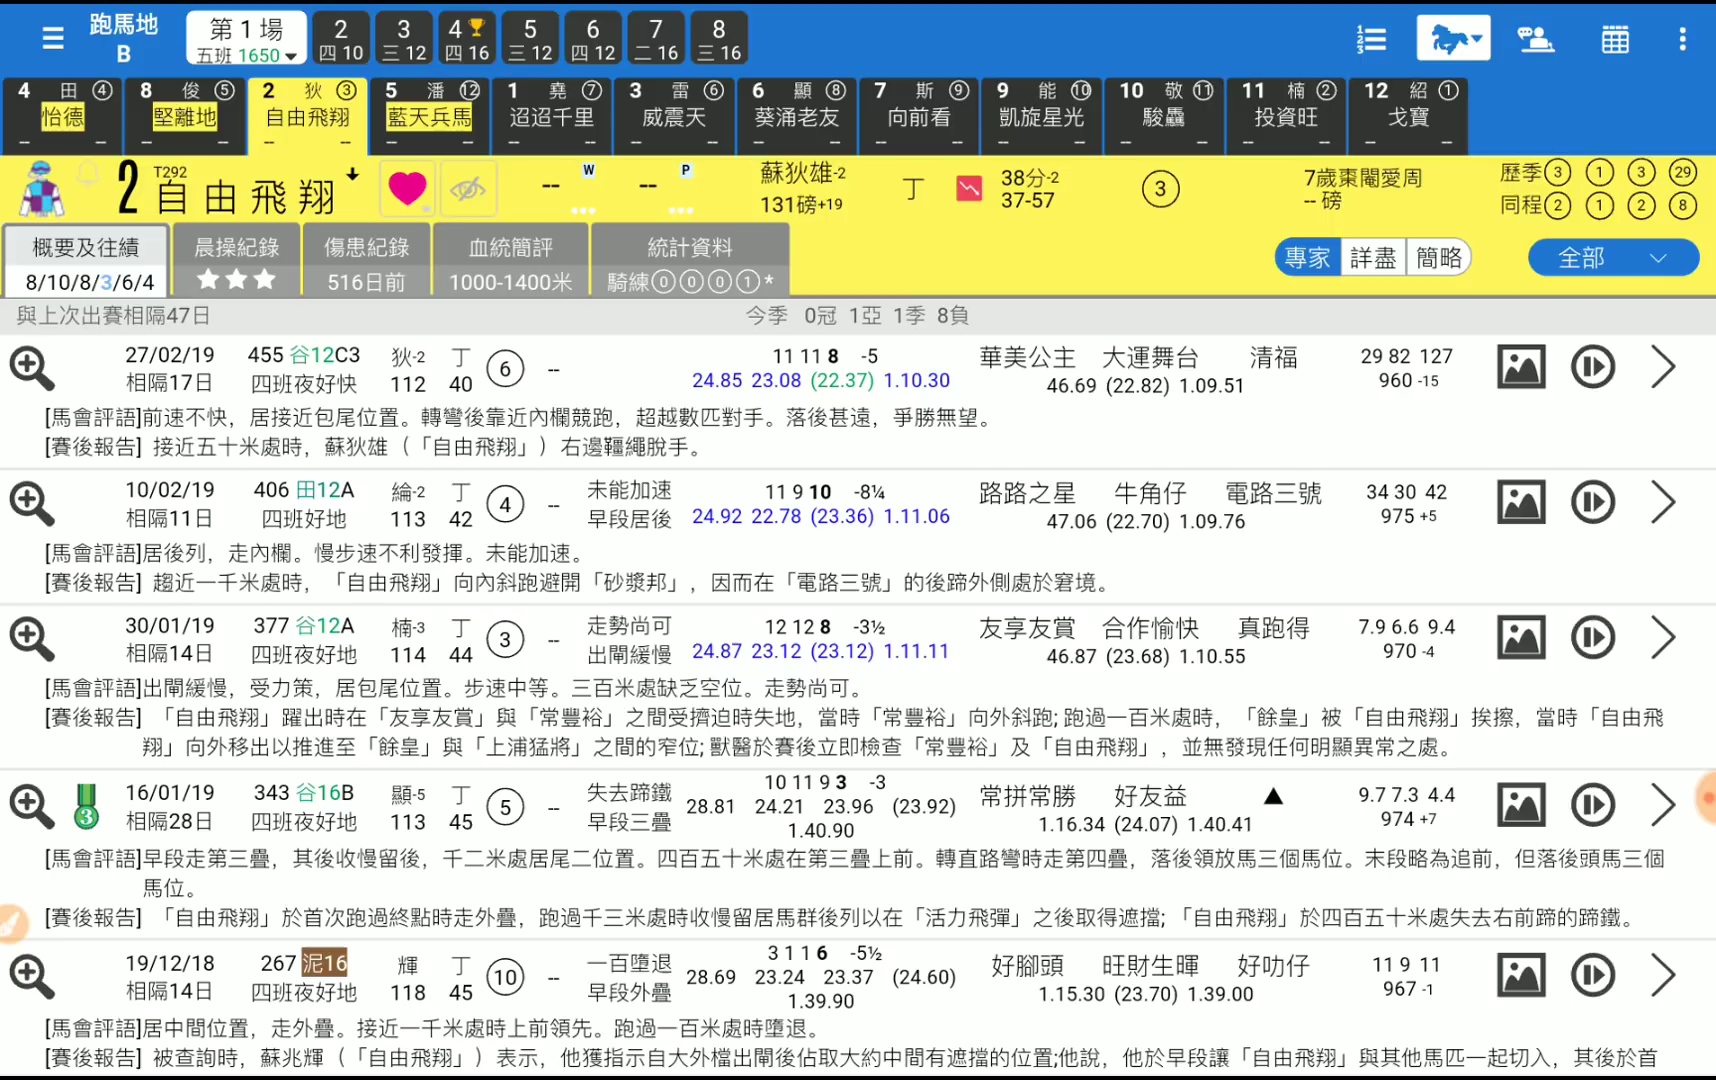 跑馬地
B
第 1 場
五班 1650
2
四 10
3
三 12
4
四 16
5
三 12
6
四 12
7
二 16
8
三 16
4 田 ④
怡德
-- --
8 俊 ⑤
堅離地
-- --
2 狄 ③
自由飛翔
-- --
5 潘 ⑫
藍天兵馬
-- --
1 堯 ⑦
迢迢千里
-- --
3 雷 ⑥
威震天
-- --
6 顯 ⑧
葵涌老友
-- --
7 斯 ⑨
向前看
-- --
9 能 ⑩
凱旋星光
-- --
10 敬 ⑪
駿驫
-- --
11 楠 ②
投資旺
-- --
12 紹 ①
戈寶
-- --
2 T292
自由飛翔
-- W
-- P
蘇狄雄-2
131磅+19
丁
38分-2
37-57
③
7歲棗閹愛周
-- 磅
歷季③ ① ③ ㉙
同程② ① ② ⑧
概要及往績
8/10/8/3/6/4
晨操紀錄
★★★
傷患紀錄
516日前
血統簡評
1000-1400米
統計資料
騎練⓪⓪⓪①*
專家 詳盡 簡略
全部
與上次出賽相隔47日 今季 0冠 1亞 1季 8負
27/02/19 455 谷12C3 狄-2 丁 ⑥ -- 11 11 8 -5 華美公主 大運舞台 清福 29 82 127
相隔17日 四班夜好快 112 40 24.85 23.08 (22.37) 1.10.30 46.69 (22.82) 1.09.51 960 -15
[馬會評語]前速不快，居接近包尾位置。轉彎後靠近內欄競跑，超越數匹對手。落後甚遠，爭勝無望。
[賽後報告] 接近五十米處時，蘇狄雄（「自由飛翔」）右邊韁繩脫手。
10/02/19 406 田12A 綸-2 丁 ④ -- 未能加速 11 9 10 -8¼ 路路之星 牛角仔 電路三號 34 30 42
相隔11日 四班好地 113 42 早段居後 24.92 22.78 (23.36) 1.11.06 47.06 (22.70) 1.09.76 975 +5
[馬會評語]居後列，走內欄。慢步速不利發揮。未能加速。
[賽後報告] 趨近一千米處時，「自由飛翔」向內斜跑避開「砂漿邦」，因而在「電路三號」的後蹄外側處於窘境。
30/01/19 377 谷12A 楠-3 丁 ③ -- 走勢尚可 12 12 8 -3½ 友享友賞 合作愉快 真跑得 7.9 6.6 9.4
相隔14日 四班夜好地 114 44 出閘緩慢 24.87 23.12 (23.12) 1.11.11 46.87 (23.68) 1.10.55 970 -4
[馬會評語]出閘緩慢，受力策，居包尾位置。步速中等。三百米處缺乏空位。走勢尚可。
[賽後報告] 「自由飛翔」躍出時在「友享友賞」與「常豐裕」之間受擠迫時失地，當時「常豐裕」向外斜跑; 跑過一百米處時，「餘皇」被「自由飛翔」挨擦，當時「自由飛
翔」向外移出以推進至「餘皇」與「上浦猛將」之間的窄位; 獸醫於賽後立即檢查「常豐裕」及「自由飛翔」，並無發現任何明顯異常之處。
3 16/01/19 343 谷16B 顯-5 丁 ⑤ -- 失去蹄鐵 10 11 9 3 -3 常拼常勝 好友益 ▲ 9.7 7.3 4.4
相隔28日 四班夜好地 113 45 早段三疊 28.81 24.21 23.96 (23.92) 1.16.34 (24.07) 1.40.41 974 +7
1.40.90
[馬會評語]早段走第三疊，其後收慢留後，千二米處居尾二位置。四百五十米處在第三疊上前。轉直路彎時走第四疊，落後領放馬三個馬位。末段略為追前，但落後頭馬三個
馬位。
[賽後報告] 「自由飛翔」於首次跑過終點時走外疊，跑過千三米處時收慢留居馬群後列以在「活力飛彈」之後取得遮擋; 「自由飛翔」於四百五十米處失去右前蹄的蹄鐵。
19/12/18 267 泥16 輝 丁 ⑩ -- 一百墮退 3 1 1 6 -5½ 好腳頭 旺財生暉 好叻仔 11 9 11
相隔14日 四班夜好地 118 45 早段外疊 28.69 23.24 23.37 (24.60) 1.15.30 (23.70) 1.39.00 967 -1
1.39.90
[馬會評語]居中間位置，走外疊。接近一千米處時上前領先。跑過一百米處時墮退。
[賽後報告] 被查詢時，蘇兆輝（「自由飛翔」）表示，他獲指示自大外檔出閘後佔取大約中間有遮擋的位置;他說，他於早段讓「自由飛翔」與其他馬匹一起切入，其後於首